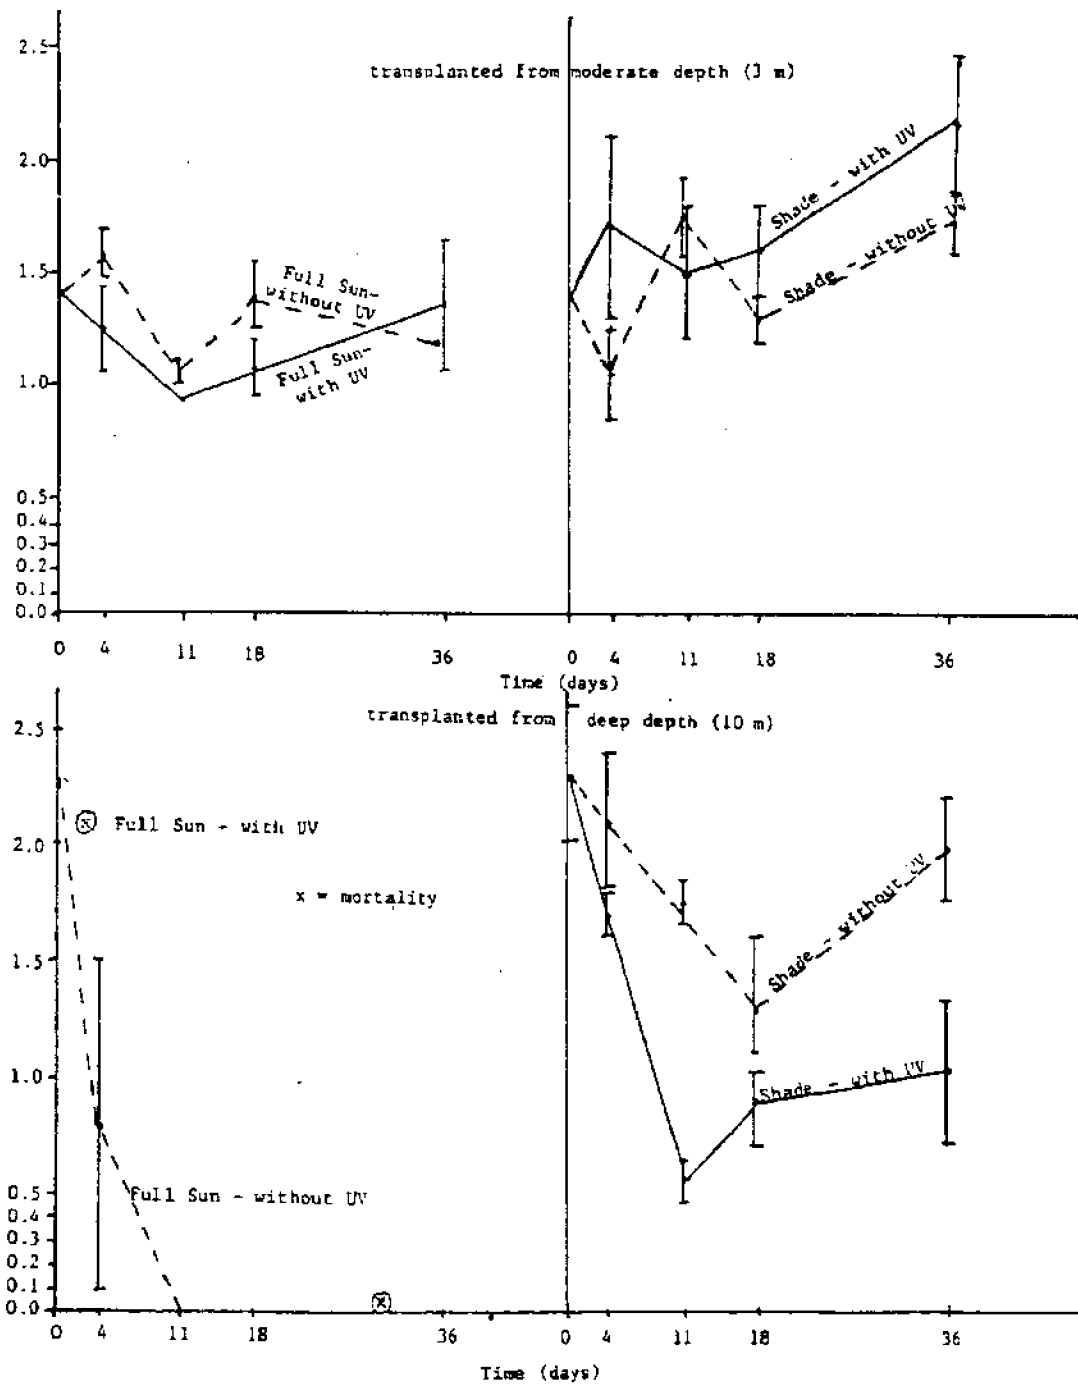 transplanted from moderate depth (3 m)
2.5
2.0
1.5
1.0
0.5
0.4
0.3
0.2
0.1
0.0
Full Sun-
without UV
Full Sun-
with UV
Shade - with UV
Shade - without UV
0 4 11 18 36
0 4 11 18 36
Time (days)
transplanted from deep depth (10 m)
2.5
2.0
1.5
1.0
0.5
0.4
0.3
0.2
0.1
0.0
x Full Sun - with UV
x = mortality
Full Sun - without UV
x
Shade - without UV
Shade - with UV
0 4 11 18 36
0 4 11 18 36
Time (days)